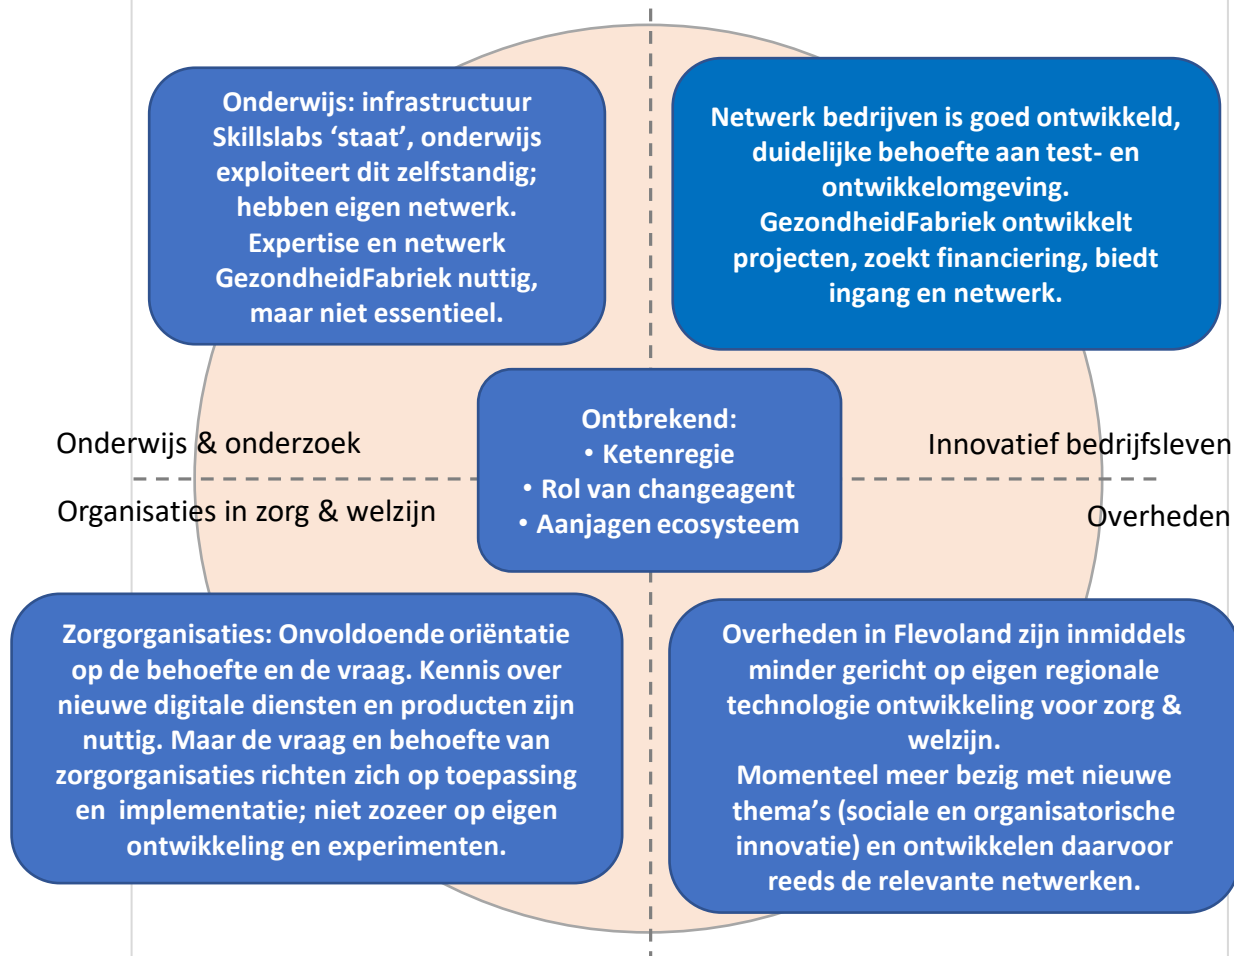 Onderwijs: infrastructuur
Skillslabs ‘staat’, onderwijs
exploiteert dit zelfstandig;
hebben eigen netwerk.
Expertise en netwerk
GezondheidFabriek nuttig,
maar niet essentieel.
Netwerk bedrijven is goed ontwikkeld,
duidelijke behoefte aan test- en
ontwikkelomgeving.
GezondheidFabriek ontwikkelt
projecten, zoekt financiering, biedt
ingang en netwerk.
Onderwijs & onderzoek
Innovatief bedrijfsleven
Ontbrekend:
• Ketenregie
• Rol van changeagent
• Aanjagen ecosysteem
Organisaties in zorg & welzijn
Overheden
Zorgorganisaties: Onvoldoende oriëntatie
op de behoefte en de vraag. Kennis over
nieuwe digitale diensten en producten zijn
nuttig. Maar de vraag en behoefte van
zorgorganisaties richten zich op toepassing
en  implementatie; niet zozeer op eigen
ontwikkeling en experimenten.
Overheden in Flevoland zijn inmiddels
minder gericht op eigen regionale
technologie ontwikkeling voor zorg &
welzijn.
Momenteel meer bezig met nieuwe
thema’s (sociale en organisatorische
innovatie) en ontwikkelen daarvoor
reeds de relevante netwerken.